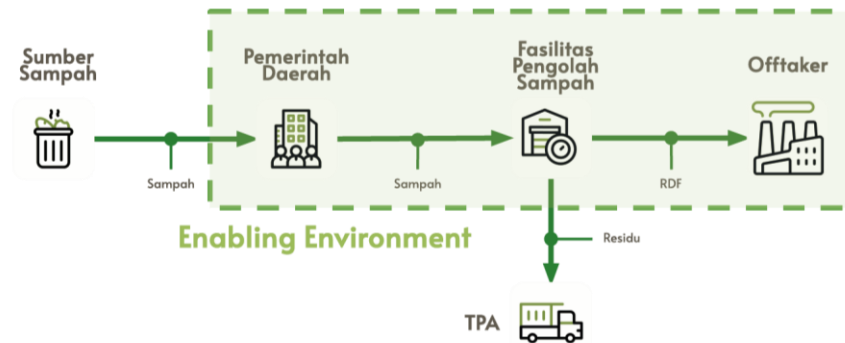 Sumber
Sampah
Pemerintah
Daerah
Fasilitas
Pengolah
Sampah
Offtaker
Sampah
Sampah
RDF
Enabling Environment
Residu
TPA